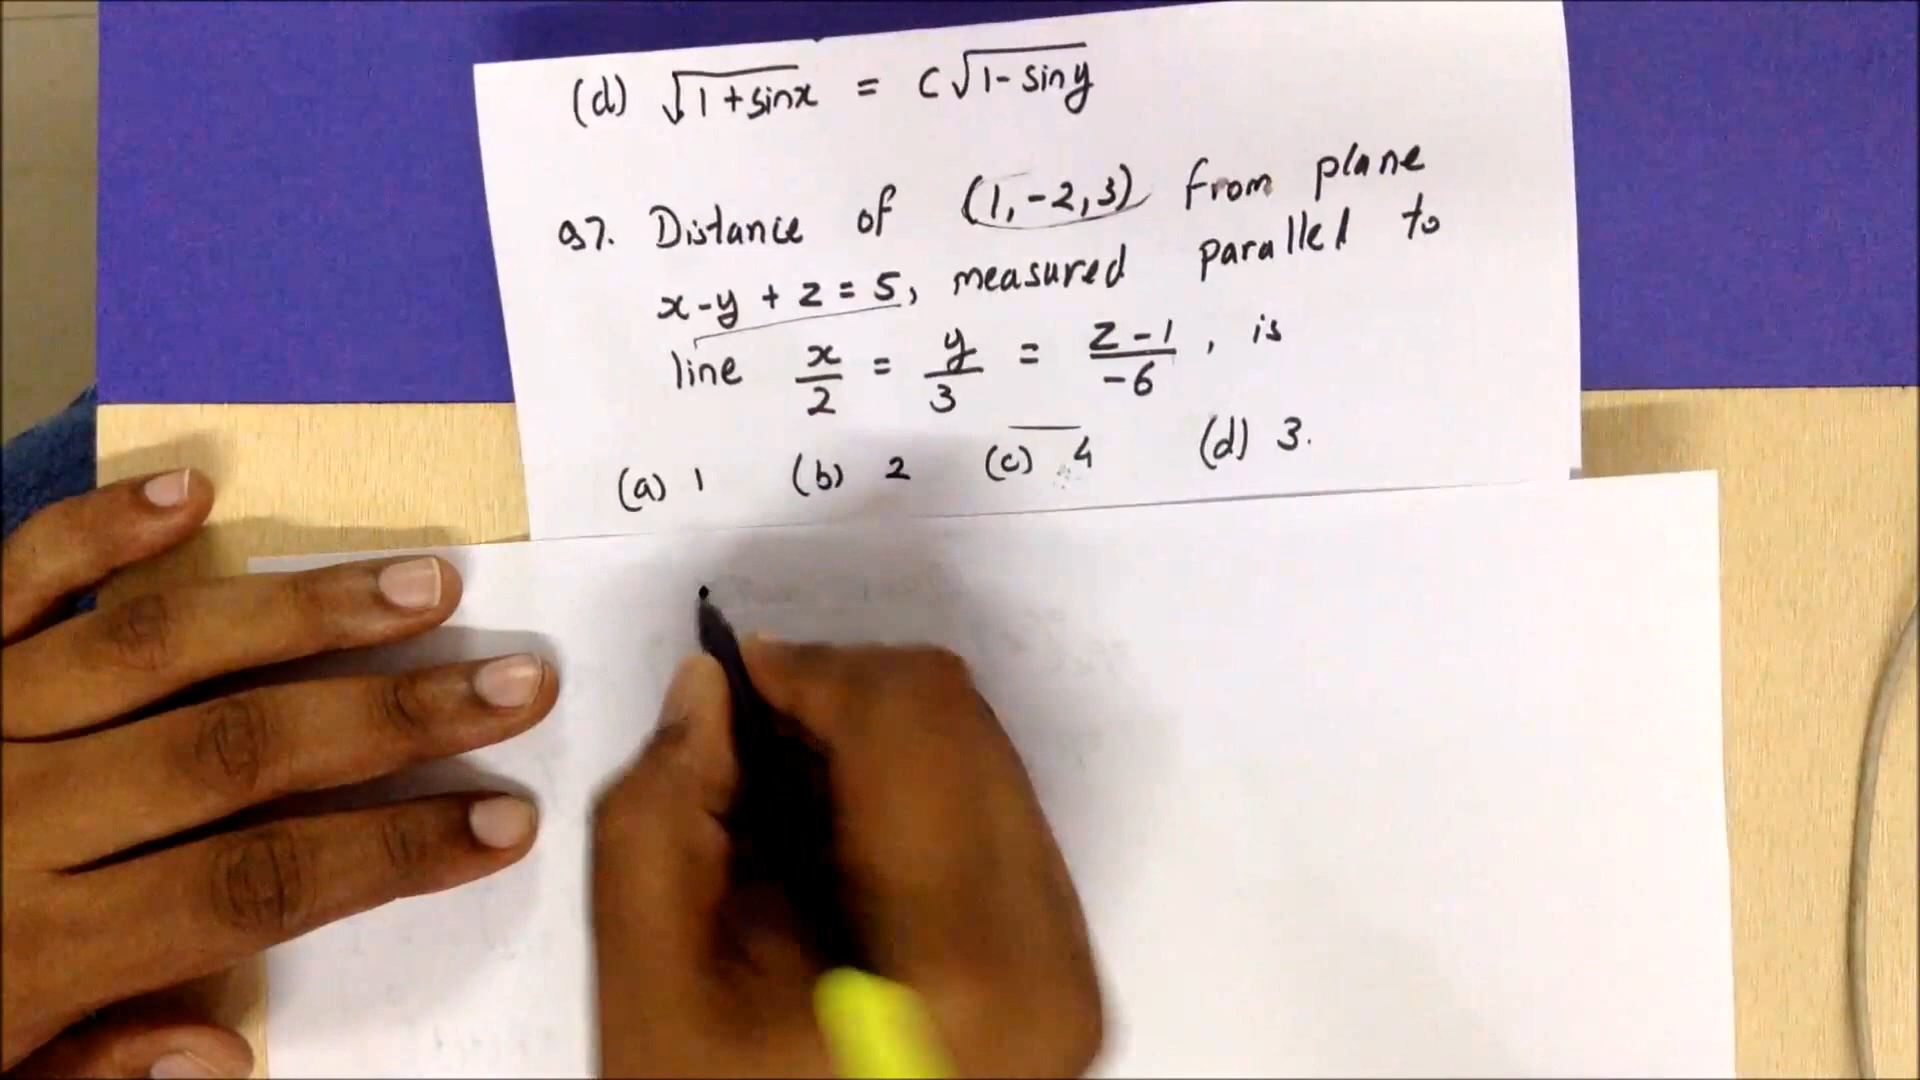 (d) √1+sinx = C√1-siny
Q7. Distance of (1,-2,3) from plane
x-y+z=5, measured parallel to
line x/2 = y/3 = z-1/-6, is
(a) 1 (b) 2 (c) 4 (d) 3.